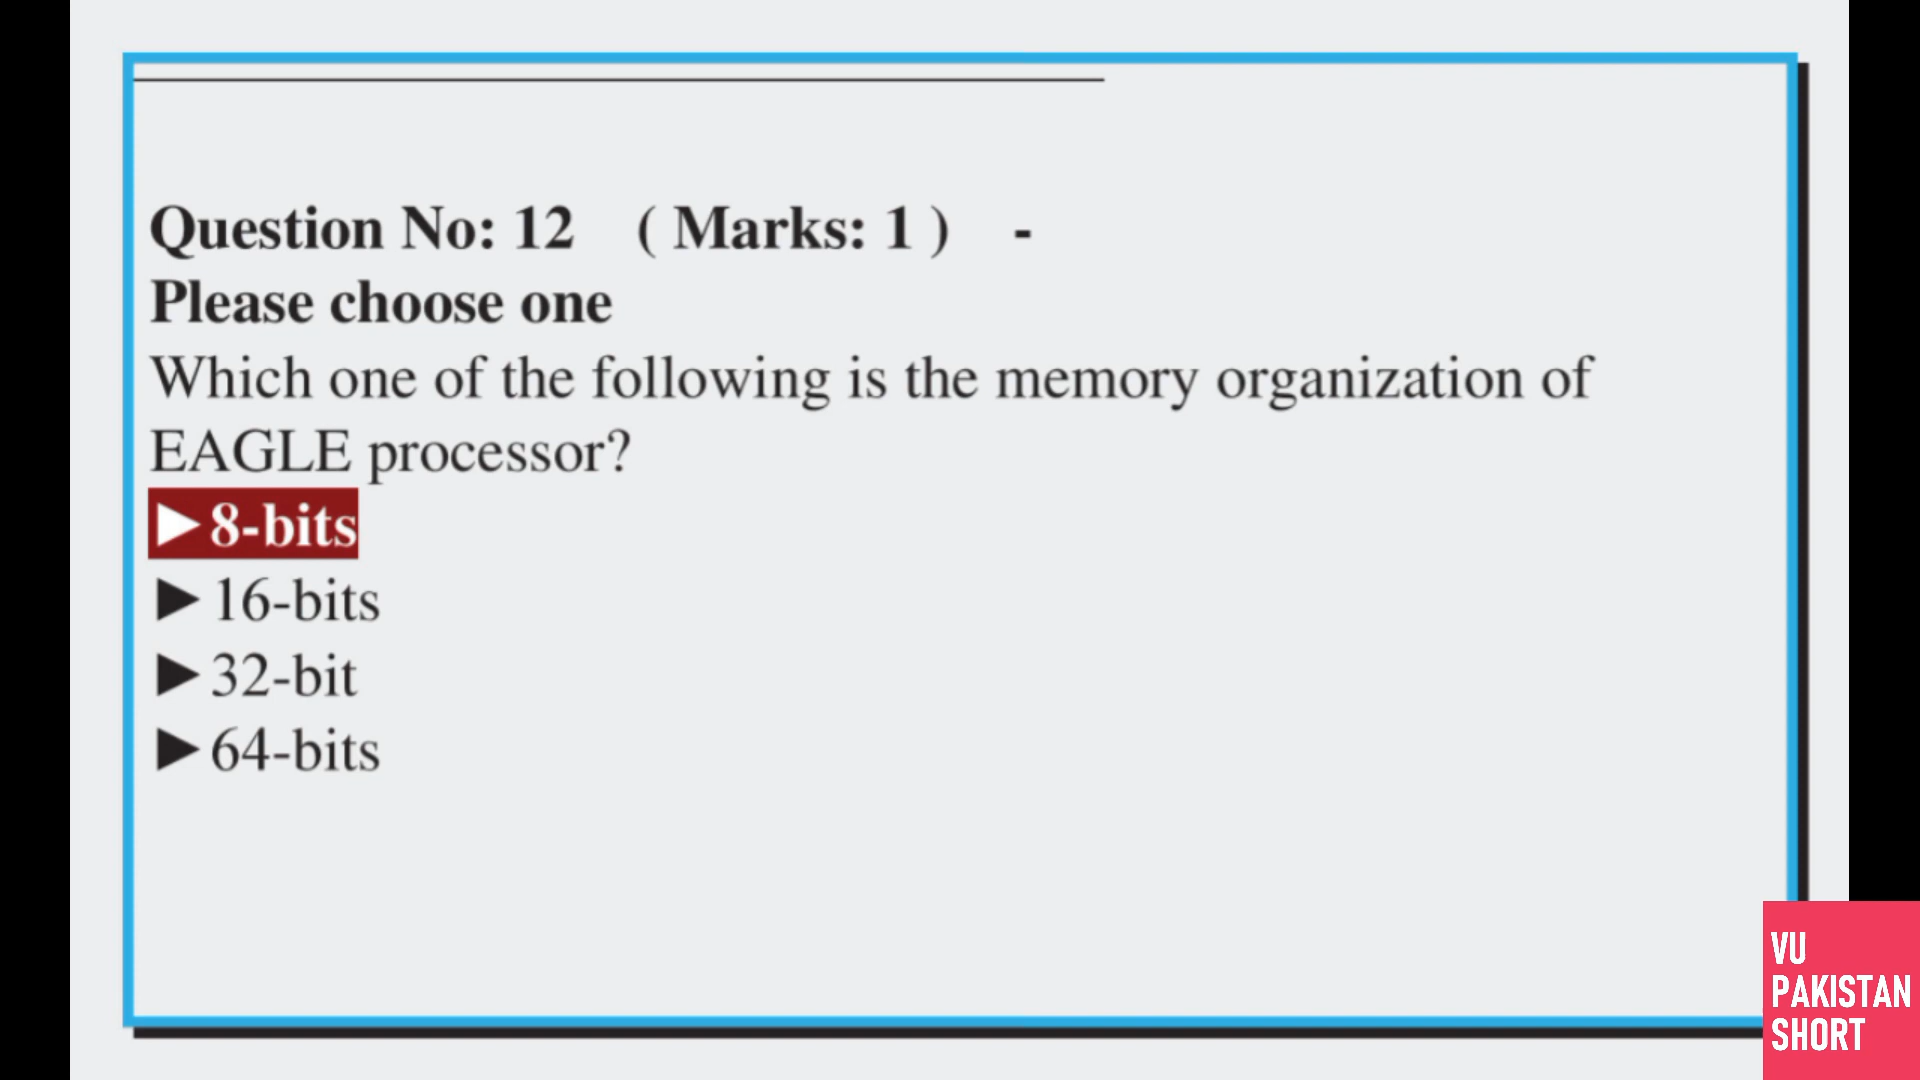 Question No: 12 ( Marks: 1 ) -
Please choose one
Which one of the following is the memory organization of
EAGLE processor?
►8-bits
►16-bits
►32-bit
►64-bits
VU
PAKISTAN
SHORT